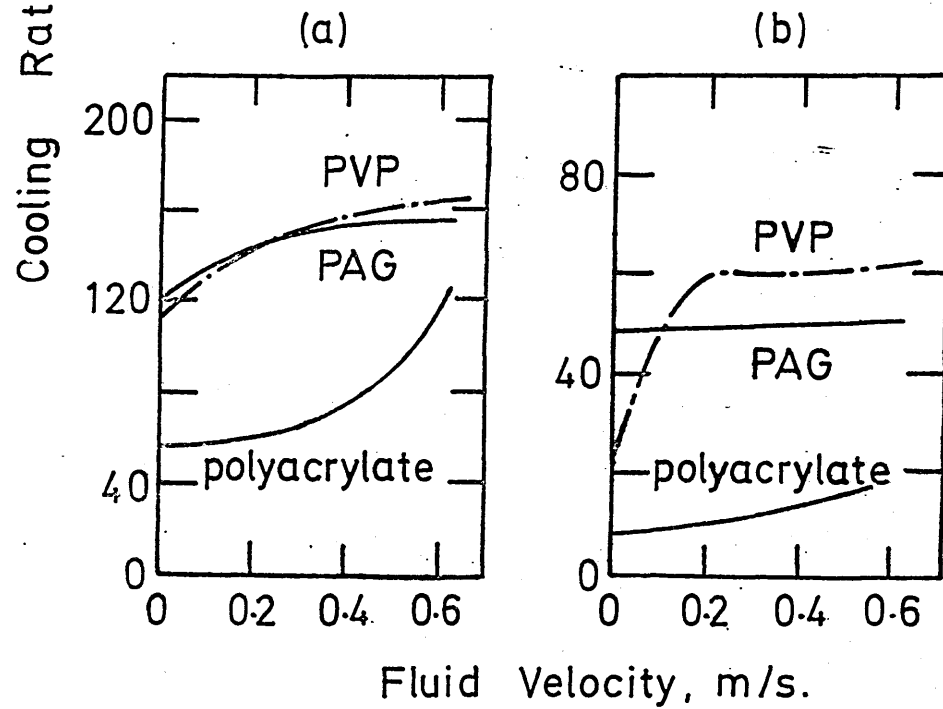 (a)
(b)
Cooling Rat
200
120
40
0
PVP
PAG
polyacrylate
0
0.2
0.4
0.6
80
40
0
PVP
PAG
polyacrylate
0
0.2
0.4
0.6
Fluid Velocity, m/s.